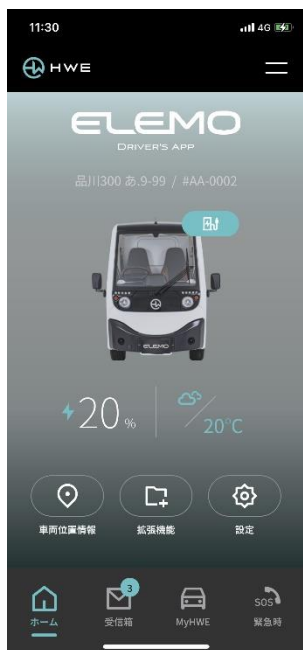 11:30
4G
HWE
ELEMO
DRIVER'S APP
品川300 あ.9-99 / #AA-0002
ELEMO
20%
20°C
車両位置情報
拡張機能
設定
3
SOS
ホーム
受信箱
MyHWE
緊急時